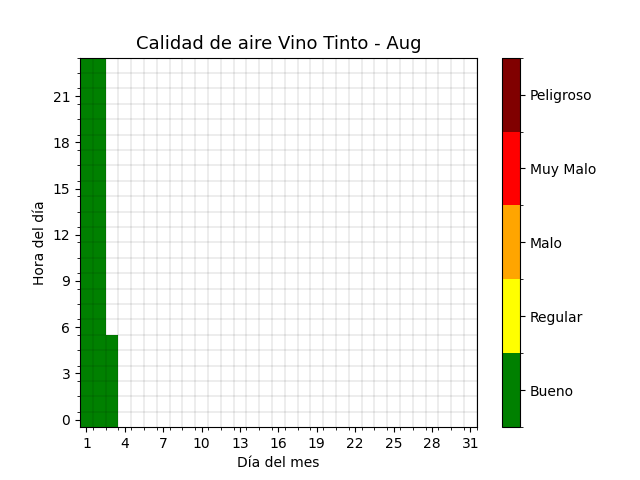 Calidad de aire Vino Tinto - Aug
Hora del día
21
18
15
12
9
6
3
0
1 4 7 10 13 16 19 22 25 28 31
Día del mes
Peligroso
Muy Malo
Malo
Regular
Bueno